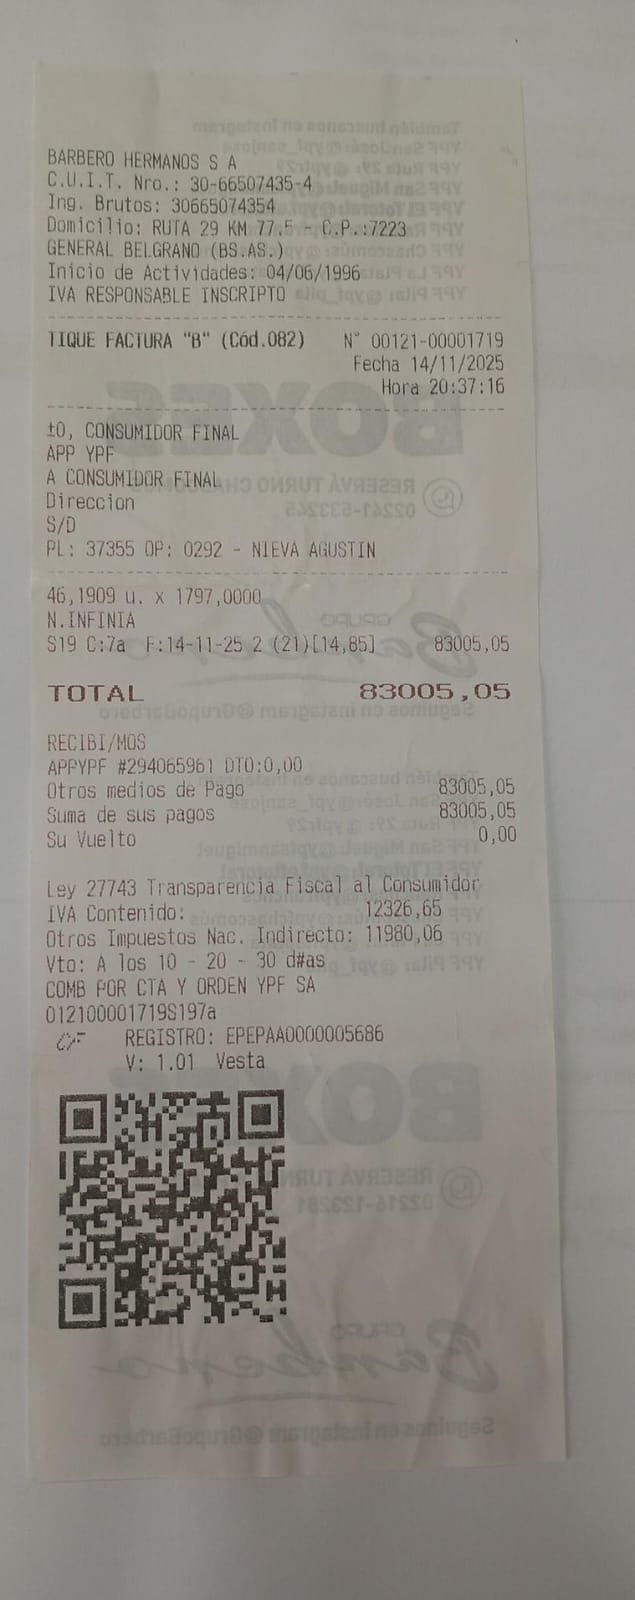 BARBERO HERMANOS S A
C.U.I.T. Nro.: 30-66507435-4
Ing. Brutos: 30665074354
Domicilio: RUTA 29 KM 77.5 - C.P.:7223
GENERAL BELGRANO (BS.AS.)
Inicio de Actividades: 04/06/1996
IVA RESPONSABLE INSCRIPTO
TIQUE FACTURA "B" (Cód.082) N° 00121-00001719
Fecha 14/11/2025
Hora 20:37:16
±0, CONSUMIDOR FINAL
APP YPF
A CONSUMIDOR FINAL
Direccion
S/D
PL: 37355 OP: 0292 - NIEVA AGUSTIN
46,1909 u. x 1797,0000
N.INFINIA
S19 C:7a F:14-11-25 2 (21)[14,85] 83005,05
TOTAL 83005,05
RECIBI/MOS
APPYPF #294065961 DTO:0,00
Otros medios de Pago 83005,05
Suma de sus pagos 83005,05
Su Vuelto 0,00
Ley 27743 Transparencia Fiscal al Consumidor
IVA Contenido: 12326,65
Otros Impuestos Nac. Indirecto: 11980,06
Vto: A los 10 - 20 - 30 d#as
COMB POR CTA Y ORDEN YPF SA
012100001719S197a
CF REGISTRO: EPEPAA0000005686
V: 1.01 Vesta